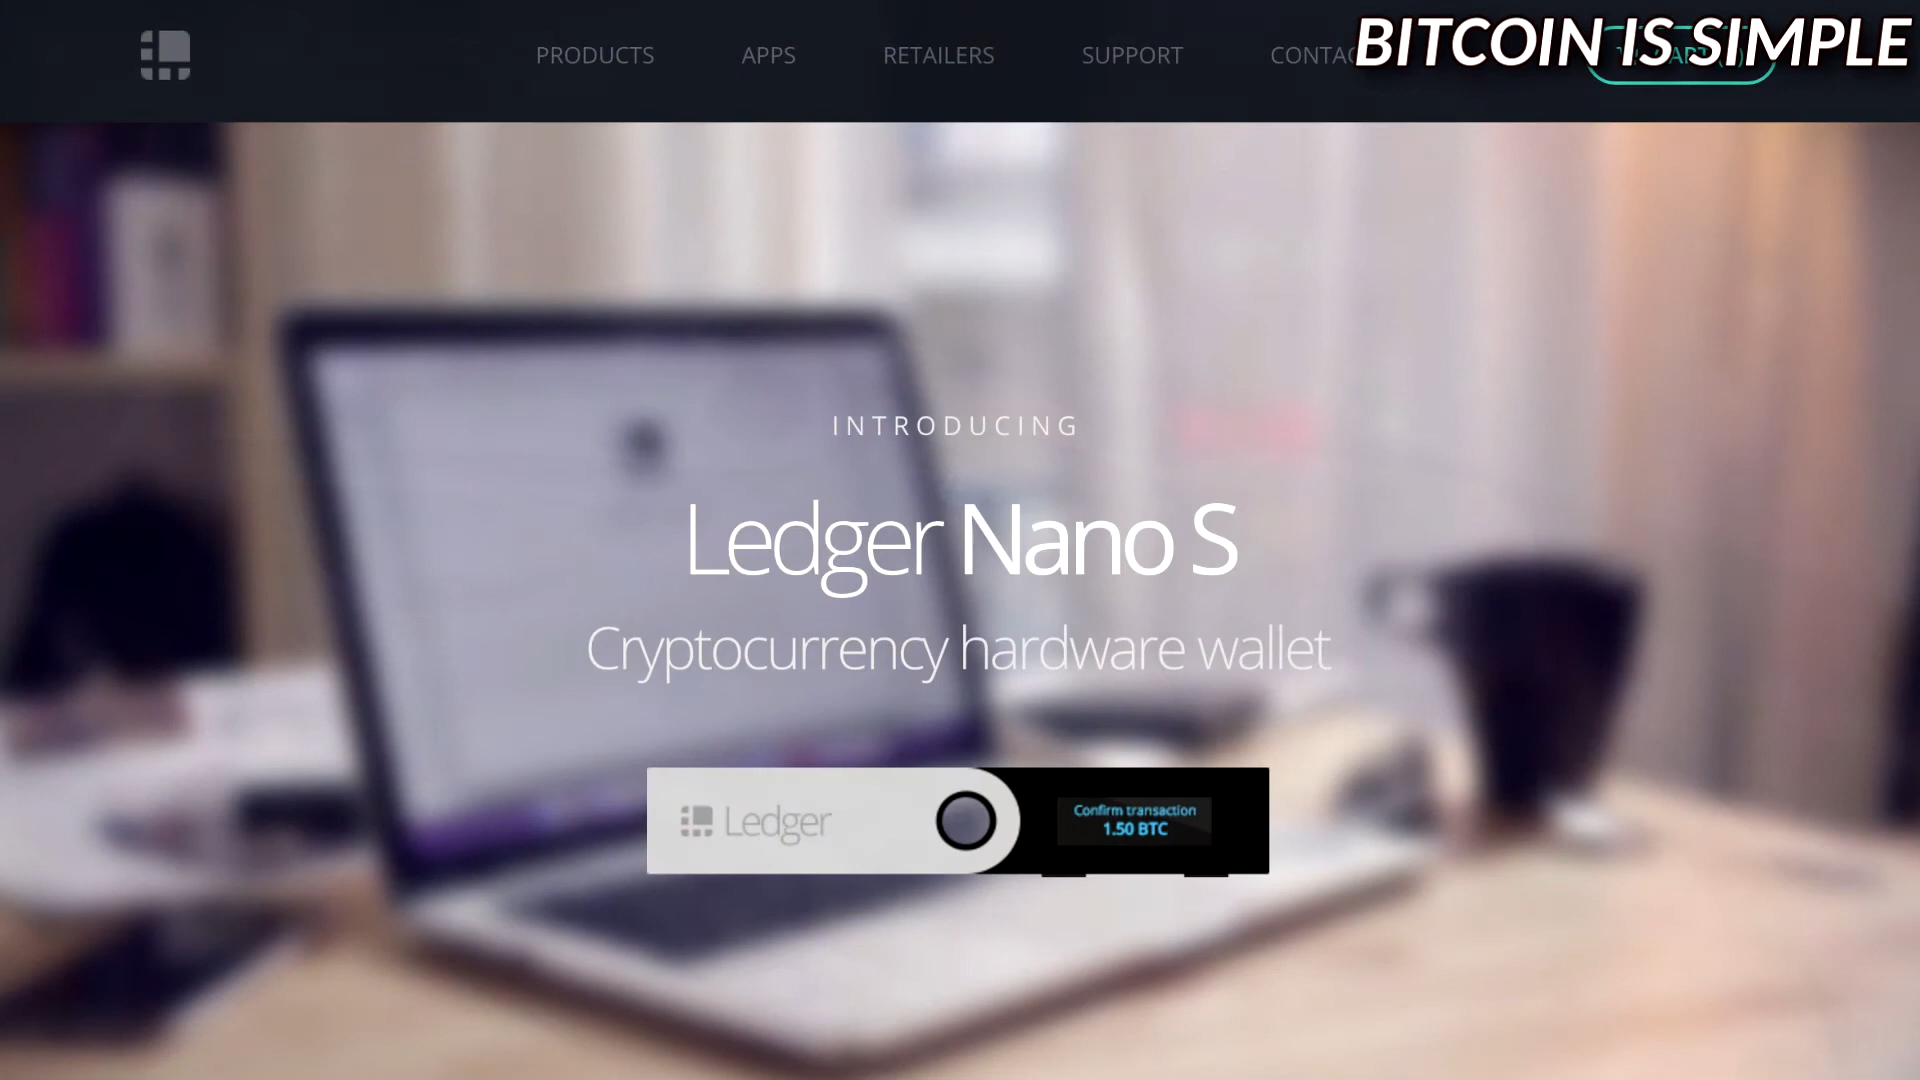 PRODUCTS APPS RETAILERS SUPPORT
BITCOIN IS SIMPLE
INTRODUCING
Ledger Nano S
Cryptocurrency hardware wallet
Ledger
Confirm transaction
1.50 BTC